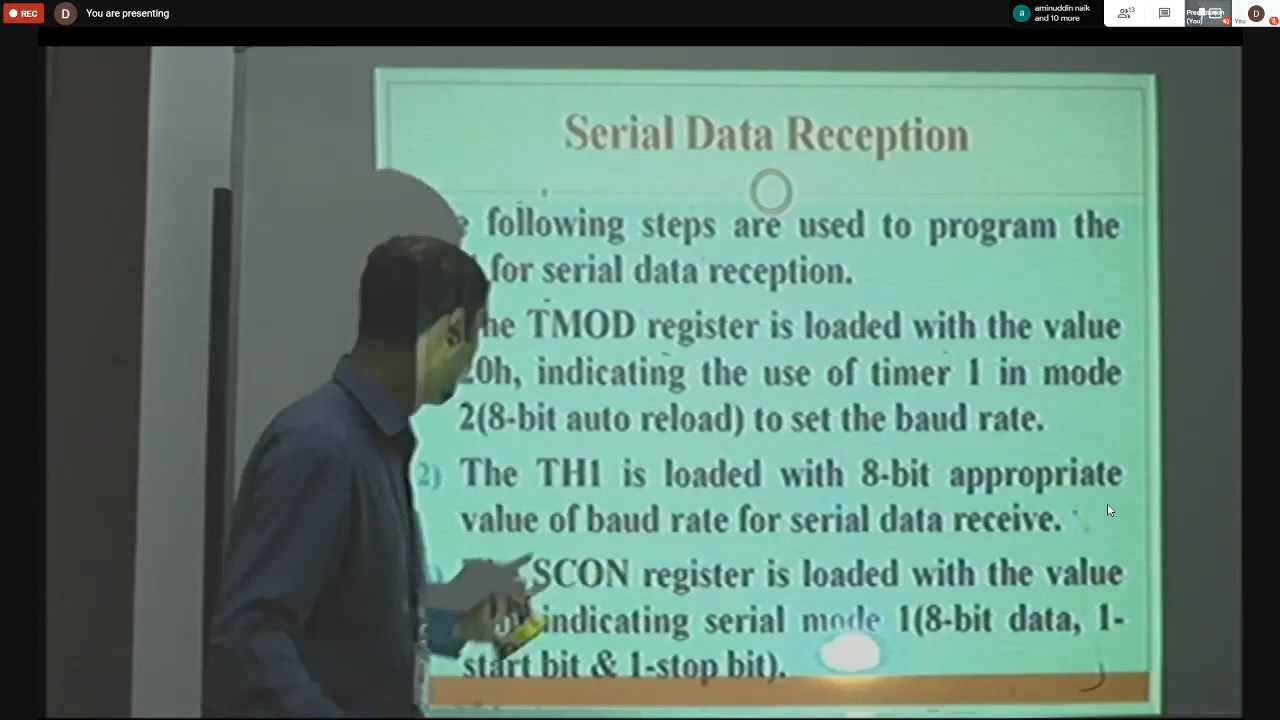 REC
D
You are presenting
a
aminuddin naik
and 10 more
13
(You)
You
D
Serial Data Reception
following steps are used to program the
for serial data reception.
he TMOD register is loaded with the value
20h, indicating the use of timer 1 in mode
2(8-bit auto reload) to set the baud rate.
2) The TH1 is loaded with 8-bit appropriate
value of baud rate for serial data receive.
SCON register is loaded with the value
indicating serial mode 1(8-bit data, 1-
start bit & 1-stop bit).